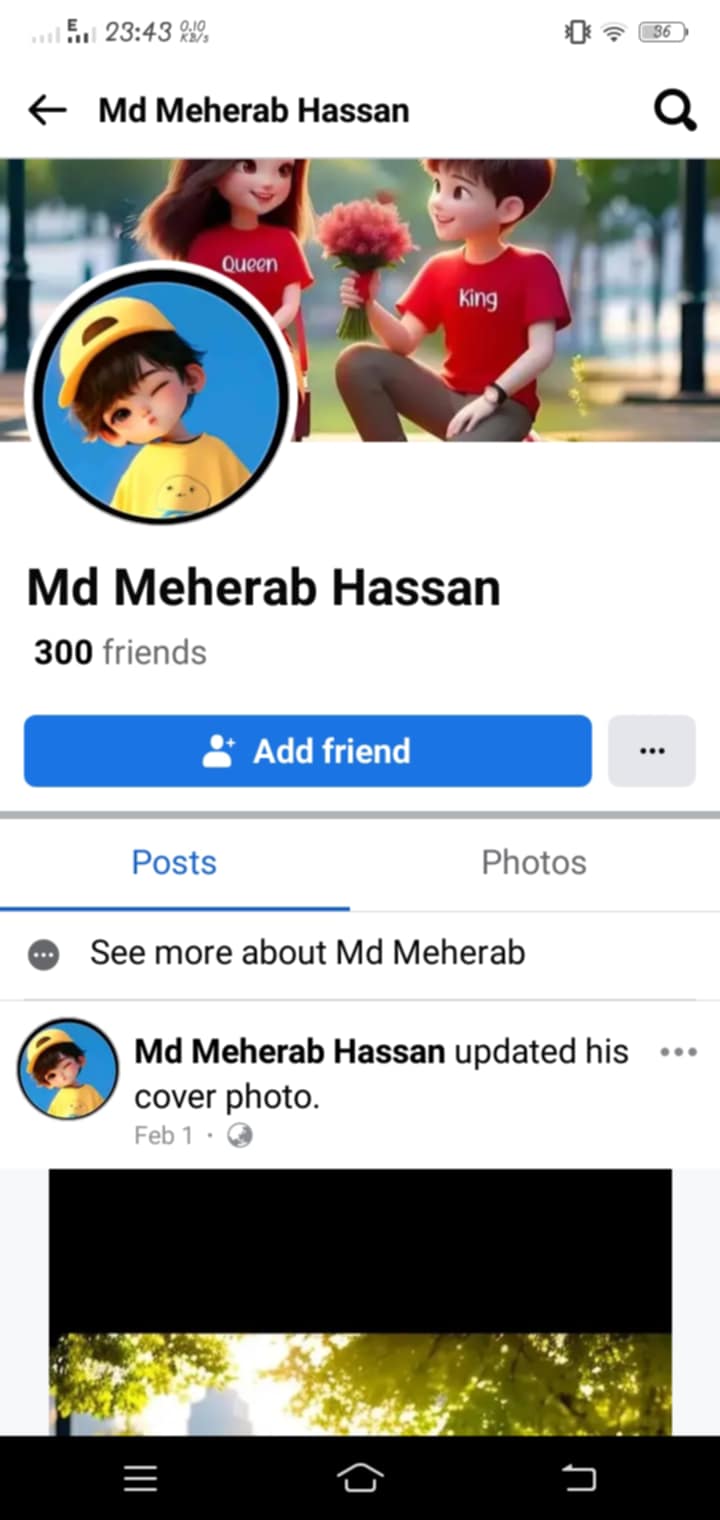 E 23:43 0.10 KB/s 36
Md Meherab Hassan
Queen
King
Md Meherab Hassan
300 friends
Add friend
Posts Photos
See more about Md Meherab
Md Meherab Hassan updated his
cover photo.
Feb 1 ·